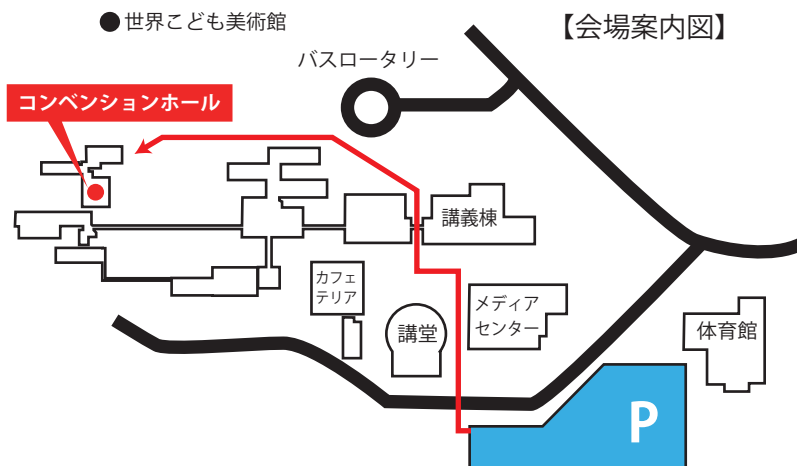 ●世界こども美術館
【会場案内図】
バスロータリー
コンベンションホール
講義棟
カフェ
テリア
メディア
センター
講堂
体育館
P